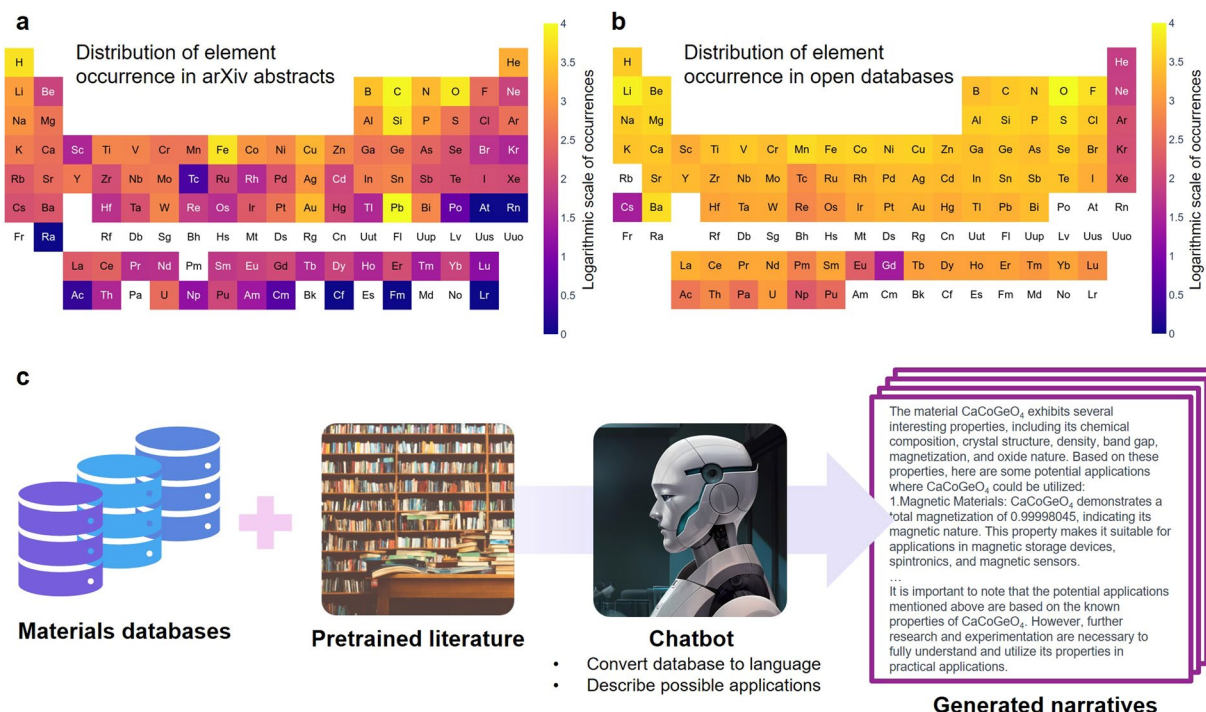 a
Distribution of element
occurrence in arXiv abstracts
H He
Li Be B C N O F Ne
Na Mg Al Si P S Cl Ar
K Ca Sc Ti V Cr Mn Fe Co Ni Cu Zn Ga Ge As Se Br Kr
Rb Sr Y Zr Nb Mo Tc Ru Rh Pd Ag Cd In Sn Sb Te I Xe
Cs Ba Hf Ta W Re Os Ir Pt Au Hg Tl Pb Bi Po At Rn
Fr Ra Rf Db Sg Bh Hs Mt Ds Rg Cn Uut Fl Uup Lv Uus Uuo
La Ce Pr Nd Pm Sm Eu Gd Tb Dy Ho Er Tm Yb Lu
Ac Th Pa U Np Pu Am Cm Bk Cf Es Fm Md No Lr
4
3.5
3
2.5
2
1.5
1
0.5
0
Logarithmic scale of occurrences
b
Distribution of element
occurrence in open databases
H He
Li Be B C N O F Ne
Na Mg Al Si P S Cl Ar
K Ca Sc Ti V Cr Mn Fe Co Ni Cu Zn Ga Ge As Se Br Kr
Rb Sr Y Zr Nb Mo Tc Ru Rh Pd Ag Cd In Sn Sb Te I Xe
Cs Ba Hf Ta W Re Os Ir Pt Au Hg Tl Pb Bi Po At Rn
Fr Ra Rf Db Sg Bh Hs Mt Ds Rg Cn Uut Fl Uup Lv Uus Uuo
La Ce Pr Nd Pm Sm Eu Gd Tb Dy Ho Er Tm Yb Lu
Ac Th Pa U Np Pu Am Cm Bk Cf Es Fm Md No Lr
4
3.5
3
2.5
2
1.5
1
0.5
0
Logarithmic scale of occurrences
c
Materials databases
Pretrained literature
Chatbot
• Convert database to language
• Describe possible applications
The material CaCoGeO₄ exhibits several
interesting properties, including its chemical
composition, crystal structure, density, band gap,
magnetization, and oxide nature. Based on these
properties, here are some potential applications
where CaCoGeO₄ could be utilized:
1.Magnetic Materials: CaCoGeO₄ demonstrates a
total magnetization of 0.99998045, indicating its
magnetic nature. This property makes it suitable for
applications in magnetic storage devices,
spintronics, and magnetic sensors.
…
It is important to note that the potential applications
mentioned above are based on the known
properties of CaCoGeO₄. However, further
research and experimentation are necessary to
fully understand and utilize its properties in
practical applications.
Generated narratives